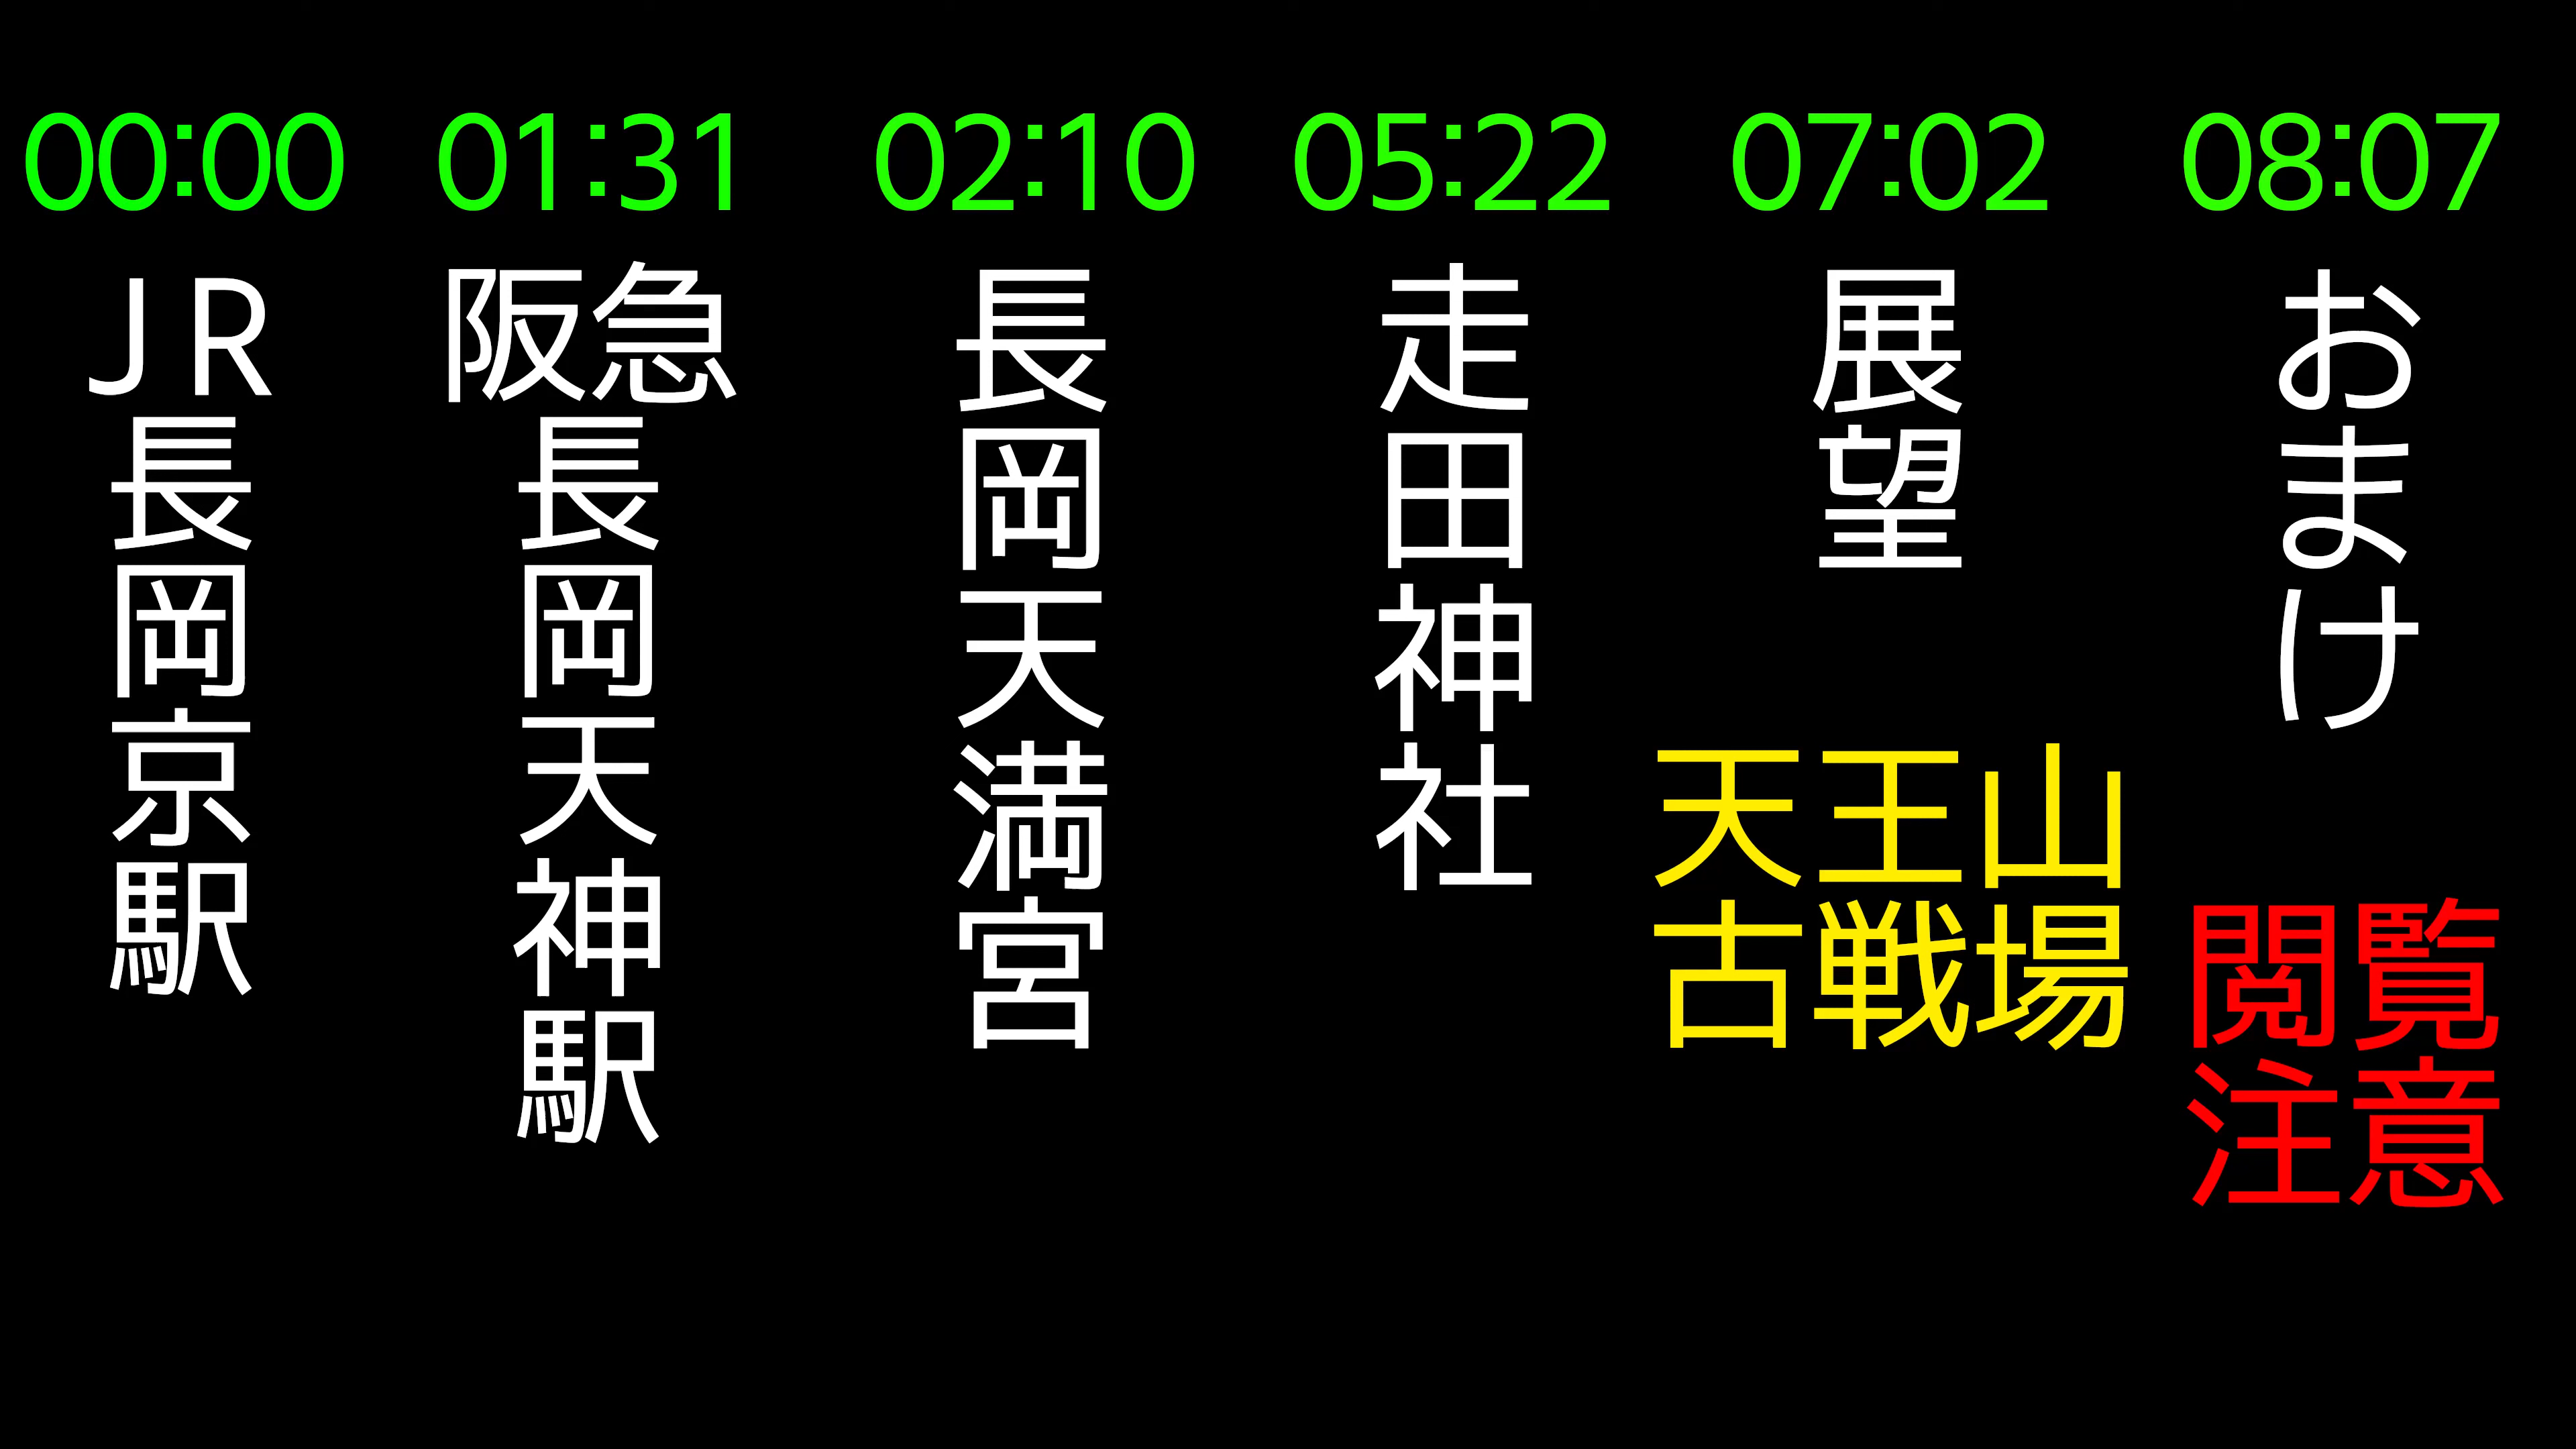 00:00
JR長岡京駅
01:31
阪急長岡天神駅
02:10
長岡天満宮
05:22
走田神社
07:02
展望
天王山
古戦場
08:07
おまけ
閲覧
注意